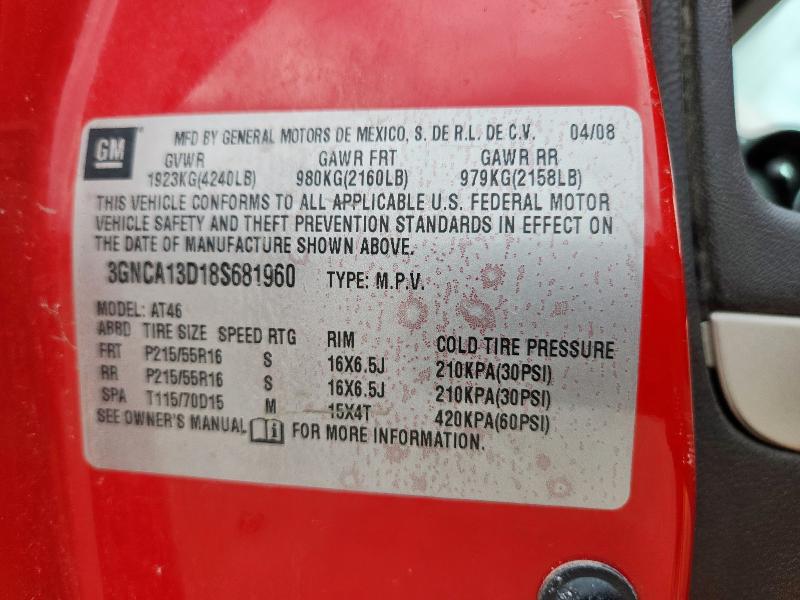 GM
MFD BY GENERAL MOTORS DE MEXICO, S. DE R.L. DE C.V. 04/08
GVWR GAWR FRT GAWR RR
1923KG(4240LB) 980KG(2160LB) 979KG(2158LB)
THIS VEHICLE CONFORMS TO ALL APPLICABLE U.S. FEDERAL MOTOR
VEHICLE SAFETY AND THEFT PREVENTION STANDARDS IN EFFECT ON
THE DATE OF MANUFACTURE SHOWN ABOVE.
3GNCA13D18S681960 TYPE: M.P.V.
MODEL: AT46
ABBD TIRE SIZE SPEED RTG RIM COLD TIRE PRESSURE
FRT P215/55R16 S 16X6.5J 210KPA(30PSI)
RR P215/55R16 S 16X6.5J 210KPA(30PSI)
SPA T115/70D15 M 15X4T 420KPA(60PSI)
SEE OWNER'S MANUAL i FOR MORE INFORMATION.